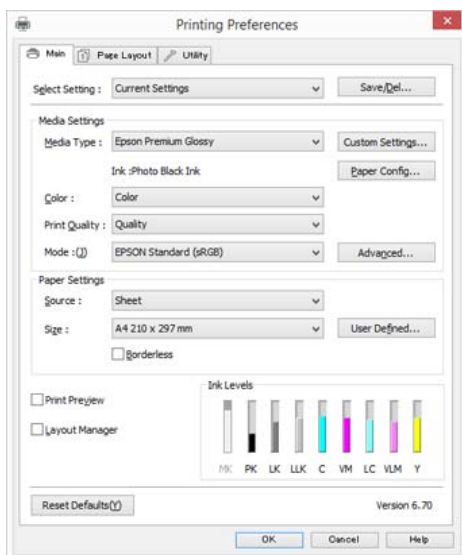 Printing Preferences
Main Page Layout Utility
Select Setting : Current Settings Save/Del...
Media Settings
Media Type : Epson Premium Glossy Custom Settings...
Ink :Photo Black Ink Paper Config...
Color : Color
Print Quality : Quality
Mode :(J) EPSON Standard (sRGB) Advanced...
Paper Settings
Source : Sheet
Size : A4 210 x 297 mm User Defined...
Borderless
Ink Levels
Print Preview
Layout Manager
MK PK LK LLK C VM LC VLM Y
Reset Defaults(Y) Version 6.70
OK Cancel Help